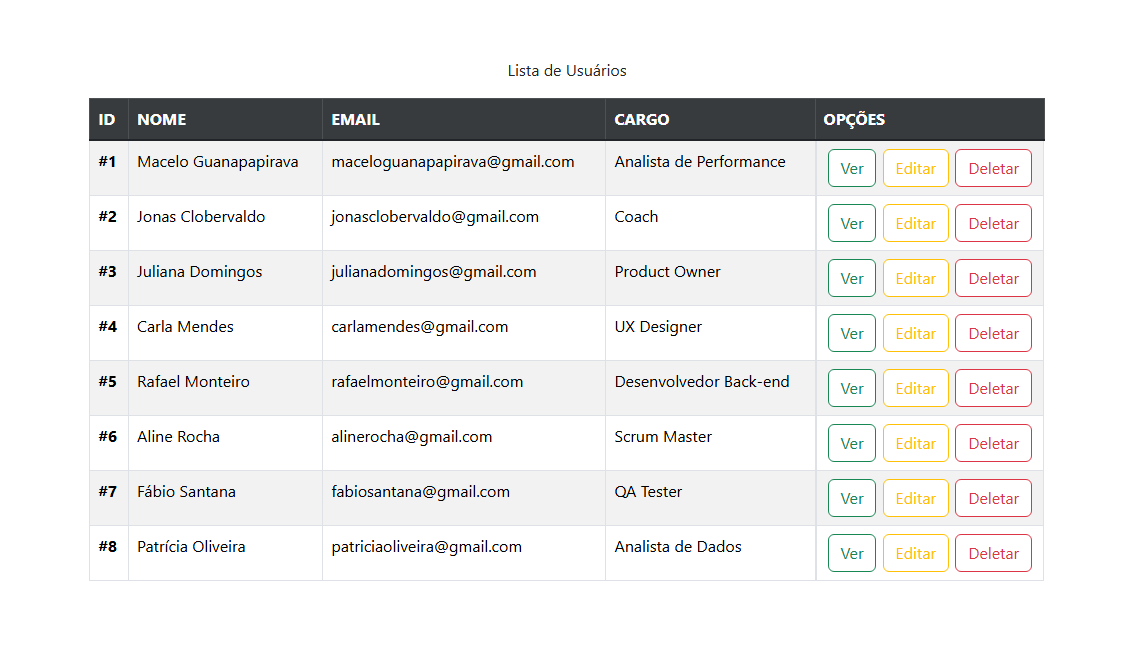 Lista de Usuários
ID NOME EMAIL CARGO OPÇÕES
#1 Macelo Guanapapirava maceloguanapapirava@gmail.com Analista de Performance Ver Editar Deletar
#2 Jonas Clobervaldo jonasclobervaldo@gmail.com Coach Ver Editar Deletar
#3 Juliana Domingos julianadomingos@gmail.com Product Owner Ver Editar Deletar
#4 Carla Mendes carlamendes@gmail.com UX Designer Ver Editar Deletar
#5 Rafael Monteiro rafaelmonteiro@gmail.com Desenvolvedor Back-end Ver Editar Deletar
#6 Aline Rocha alinerocha@gmail.com Scrum Master Ver Editar Deletar
#7 Fábio Santana fabiosantana@gmail.com QA Tester Ver Editar Deletar
#8 Patrícia Oliveira patriciaoliveira@gmail.com Analista de Dados Ver Editar Deletar